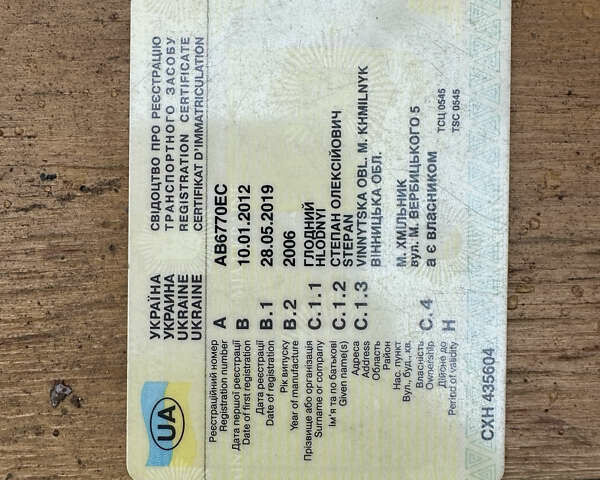 UA
УКРАЇНА
УКРАИНА
UKRAINE
UKRAINE
СВІДОЦТВО ПРО РЕЄСТРАЦІЮ
ТРАНСПОРТНОГО ЗАСОБУ
REGISTRATION CERTIFICATE
CERTIFICAT D'IMMATRICULATION
Реєстраційний номер
Registration number A АВ6770ЕС
Дата першої реєстрації
Date of first registration B 10.01.2012
Дата реєстрації
Date of registration B.1 28.05.2019
Рік випуску
Year of manufacture B.2 2006
Прізвище або організація C.1.1 ГЛОДНИЙ
Surname or company HLODNYI
Ім'я та по батькові C.1.2 СТЕПАН ОЛЕКСІЙОВИЧ
Given name(s) STEPAN
Адреса C.1.3 VINNYTSKA OBL. M. KHMILNYK
Address
Область ВІННИЦЬКА ОБЛ.
Район
Нас. пункт М. ХМІЛЬНИК
Вул., буд., кв. вул. М. ВЕРБИЦЬКОГО 5
Власність C.4 а є власником
Ownership
Дійсне до H ТСЦ 0545
Period of validity TSC 0545
СХН 435604